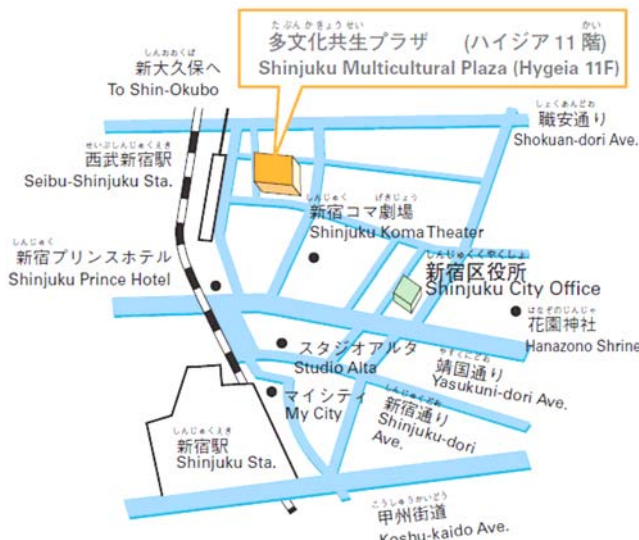 たぶんかきょうせい かい
多文化共生プラザ (ハイジア 11 階)
Shinjuku Multicultural Plaza (Hygeia 11F)
しんおおくぼ
新大久保へ
To Shin-Okubo
しょくあんどお
職安通り
Shokuan-dori Ave.
せいぶしんじゅくえき
西武新宿駅
Seibu-Shinjuku Sta.
しんじゅく げきじょう
新宿コマ劇場
Shinjuku Koma Theater
しんじゅく
新宿プリンスホテル
Shinjuku Prince Hotel
しんじゅくくやくしょ
新宿区役所
Shinjuku City Office
はなぞのじんじゃ
花園神社
Hanazono Shrine
スタジオアルタ
Studio Alta
やすくにどお
靖国通り
Yasukuni-dori Ave.
マイシティ
My City
しんじゅくどお
新宿通り
Shinjuku-dori
Ave.
しんじゅくえき
新宿駅
Shinjuku Sta.
こうしゅうかいどう
甲州街道
Koshu-kaido Ave.